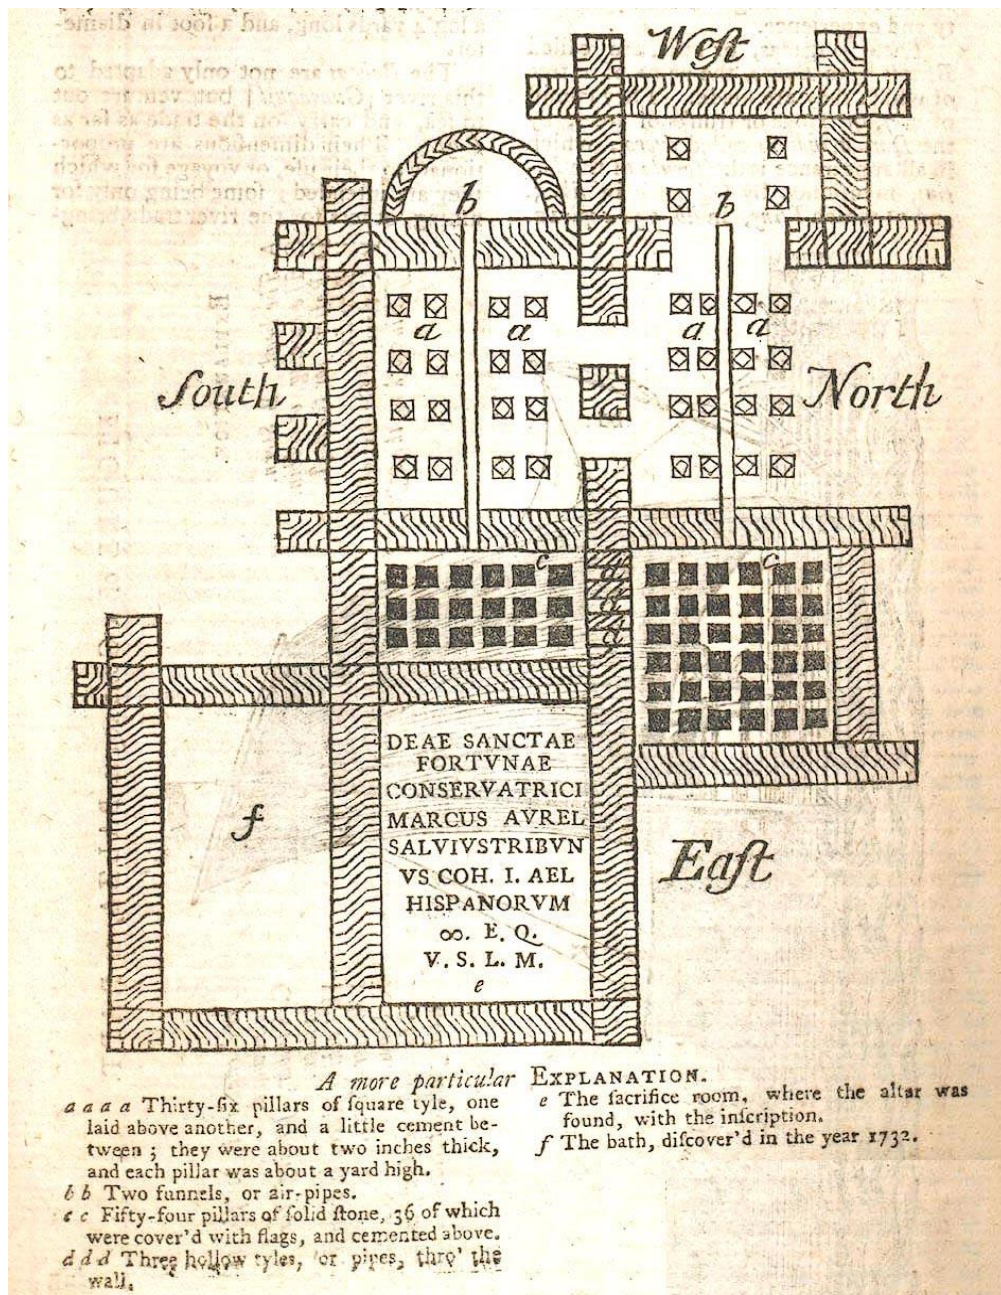 Weſt
b
b
a
a
a
a
South
North
c
c
d
d
d
DEAE SANCTAE
FORTVNAE
CONSERVATRICI
MARCUS AVREL
SALVIVSTRIBVN
VS COH. I. AEL
HISPANORVM
∞. E. Q.
V. S. L. M.
e
f
Eaſt
A more particular EXPLANATION.
a a a a Thirty-ſix pillars of ſquare tyle, one
laid above another, and a little cement be-
tween ; they were about two inches thick,
and each pillar was about a yard high.
b b Two funnels, or air-pipes.
c c Fifty-four pillars of ſolid ſtone, 36 of which
were cover'd with flags, and cemented above.
d d d Three hollow tyles, or pipes, thro' the
wall.
e The ſacrifice room, where the altar was
found, with the inſcription.
f The bath, diſcover'd in the year 1732.